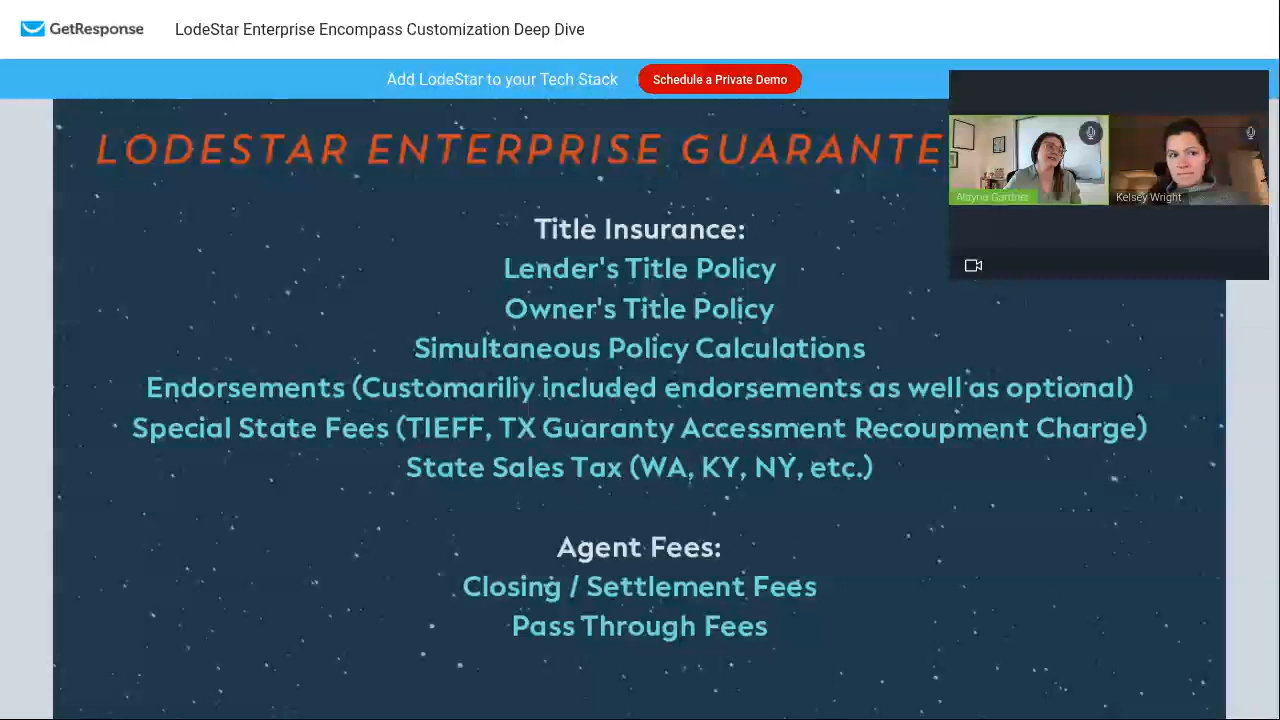 GetResponse
LodeStar Enterprise Encompass Customization Deep Dive
Add LodeStar to your Tech Stack
Schedule a Private Demo
LODESTAR ENTERPRISE GUARANTE
Alayna Gardner
Kelsey Wright
Title Insurance:
Lender's Title Policy
Owner's Title Policy
Simultaneous Policy Calculations
Endorsements (Customariliy included endorsements as well as optional)
Special State Fees (TIEFF, TX Guaranty Accessment Recoupment Charge)
State Sales Tax (WA, KY, NY, etc.)
Agent Fees:
Closing / Settlement Fees
Pass Through Fees